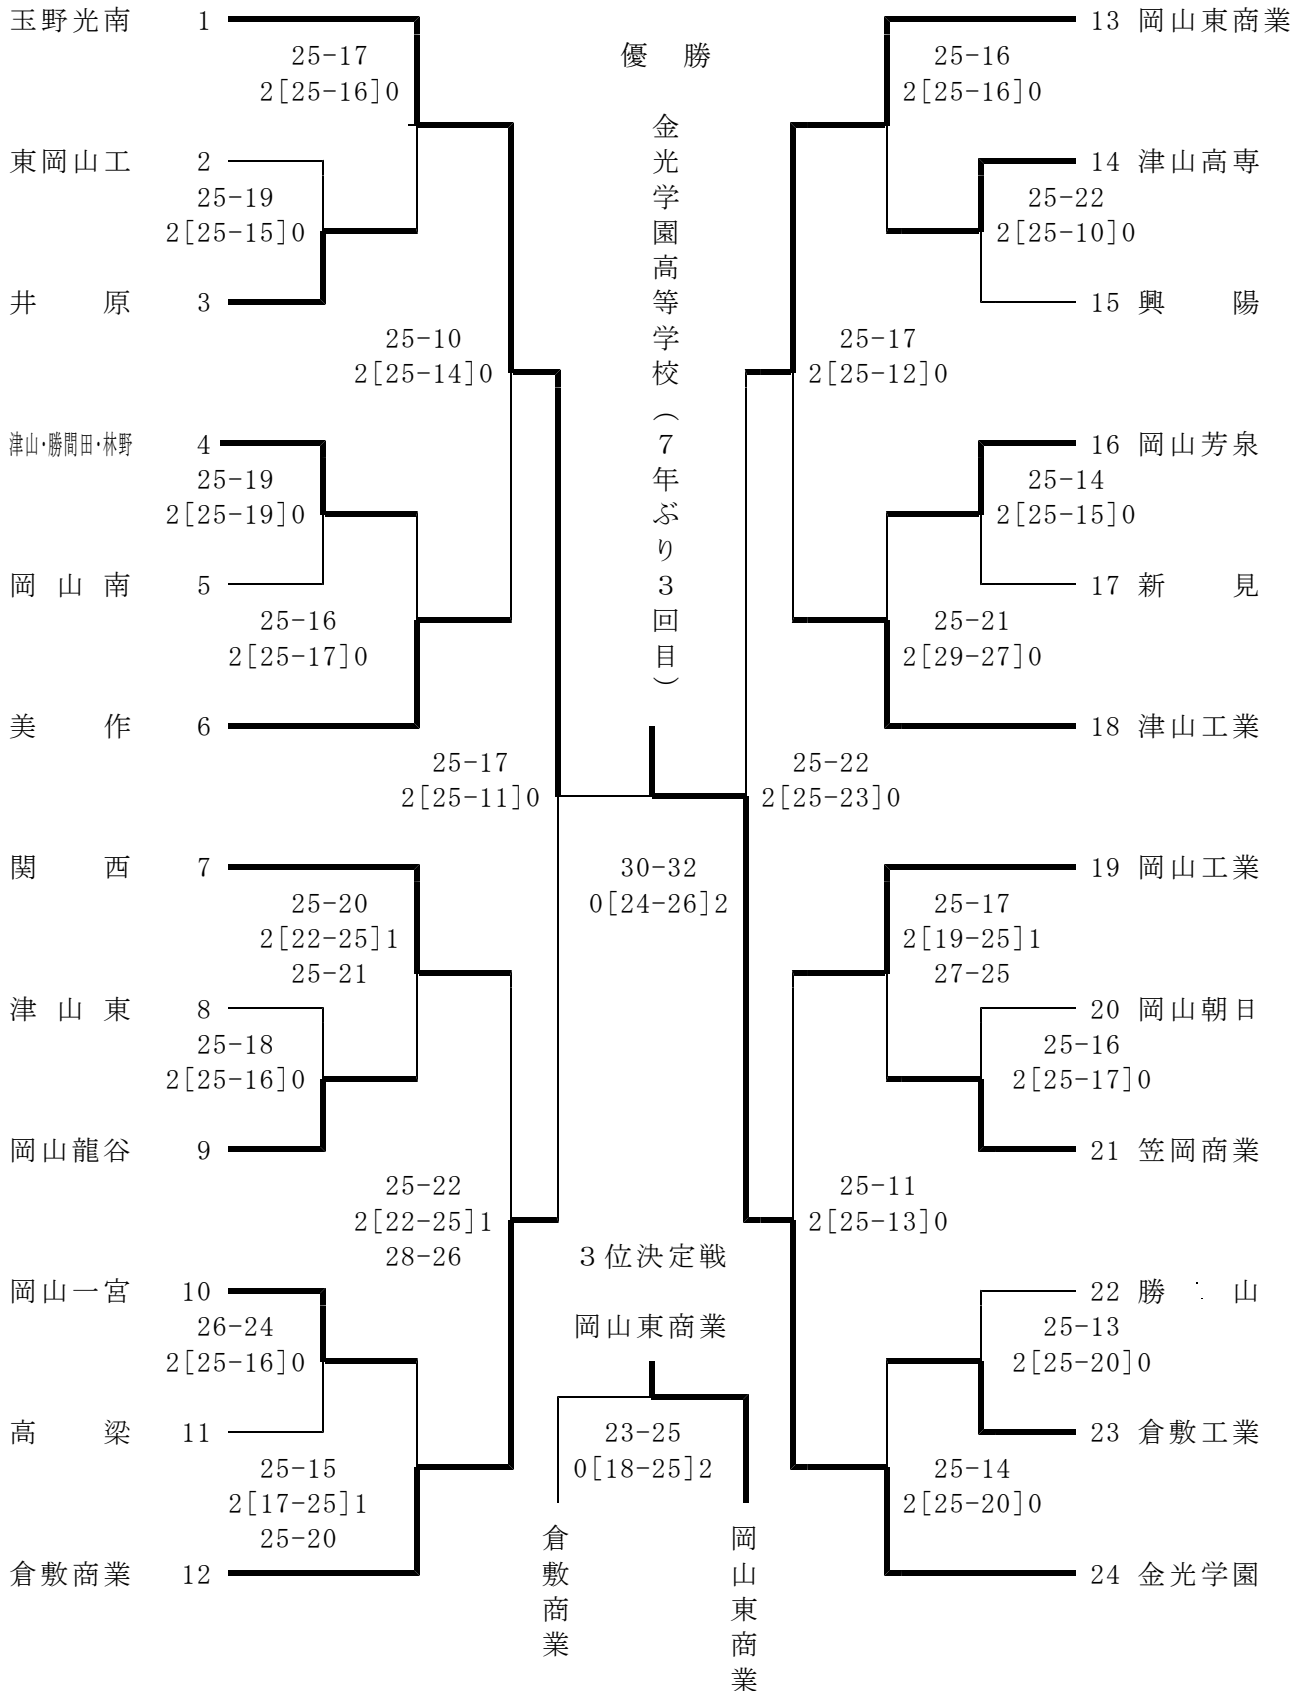 玉野光南 1
25-17
2[25-16]0
東岡山工 2
25-19
2[25-15]0
井 原 3
25-10
2[25-14]0
津山・勝間田・林野 4
25-19
2[25-19]0
岡山南 5
25-16
2[25-17]0
美 作 6
25-17
2[25-11]0
関 西 7
25-20
2[22-25]1
25-21
津山東 8
25-18
2[25-16]0
岡山龍谷 9
25-22
2[22-25]1
28-26
岡山一宮 10
26-24
2[25-16]0
高 梁 11
25-15
2[17-25]1
25-20
倉敷商業 12
優 勝
金光学園高等学校(7年ぶり3回目)
30-32
0[24-26]2
3位決定戦
岡山東商業
23-25
0[18-25]2
倉敷商業
岡山東商業
13 岡山東商業
25-16
2[25-16]0
14 津山高専
25-22
2[25-10]0
15 興 陽
25-17
2[25-12]0
16 岡山芳泉
25-14
2[25-15]0
17 新 見
25-21
2[29-27]0
18 津山工業
25-22
2[25-23]0
19 岡山工業
25-17
2[19-25]1
27-25
20 岡山朝日
25-16
2[25-17]0
21 笠岡商業
25-11
2[25-13]0
22 勝 山
25-13
2[25-20]0
23 倉敷工業
25-14
2[25-20]0
24 金光学園